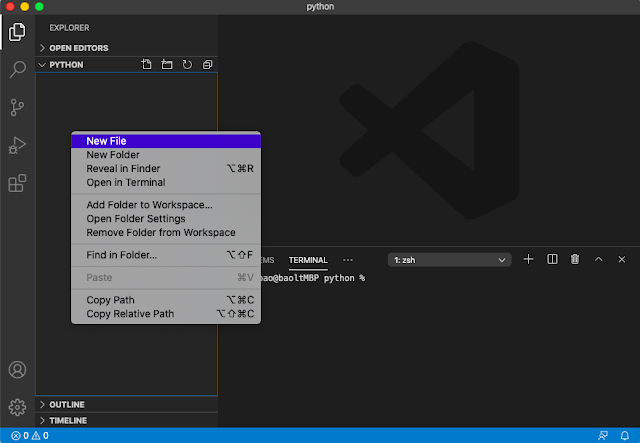 python
EXPLORER
OPEN EDITORS
PYTHON
New File
New Folder
Reveal in Finder ⌥⌘R
Open in Terminal
Add Folder to Workspace...
Open Folder Settings
Remove Folder from Workspace
Find in Folder... ⌥⇧F
Paste ⌘V
Copy Path ⌥⌘C
Copy Relative Path ⌥⇧⌘C
EMS TERMINAL ... 1: zsh
ao@baoltMBP python %
OUTLINE
TIMELINE
0 0